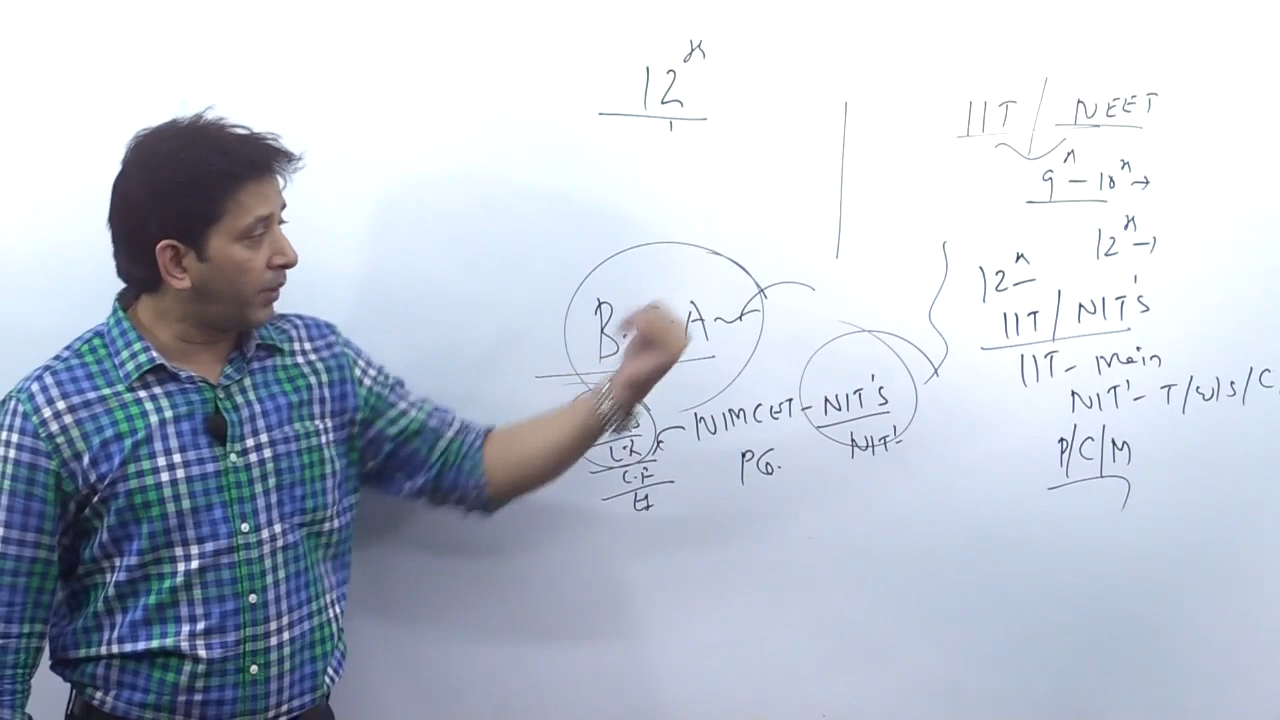 12ᵗʰ
IIT / NEET
9ᵗʰ - 10ᵗʰ →
12ᵗʰ →
12ᵗʰ -
IIT / NIT'S
IIT - Main
NIT' - T/W/S/C
P/C/M
B. A
NIMCET - NIT'S
NIT'
PG.
C.F